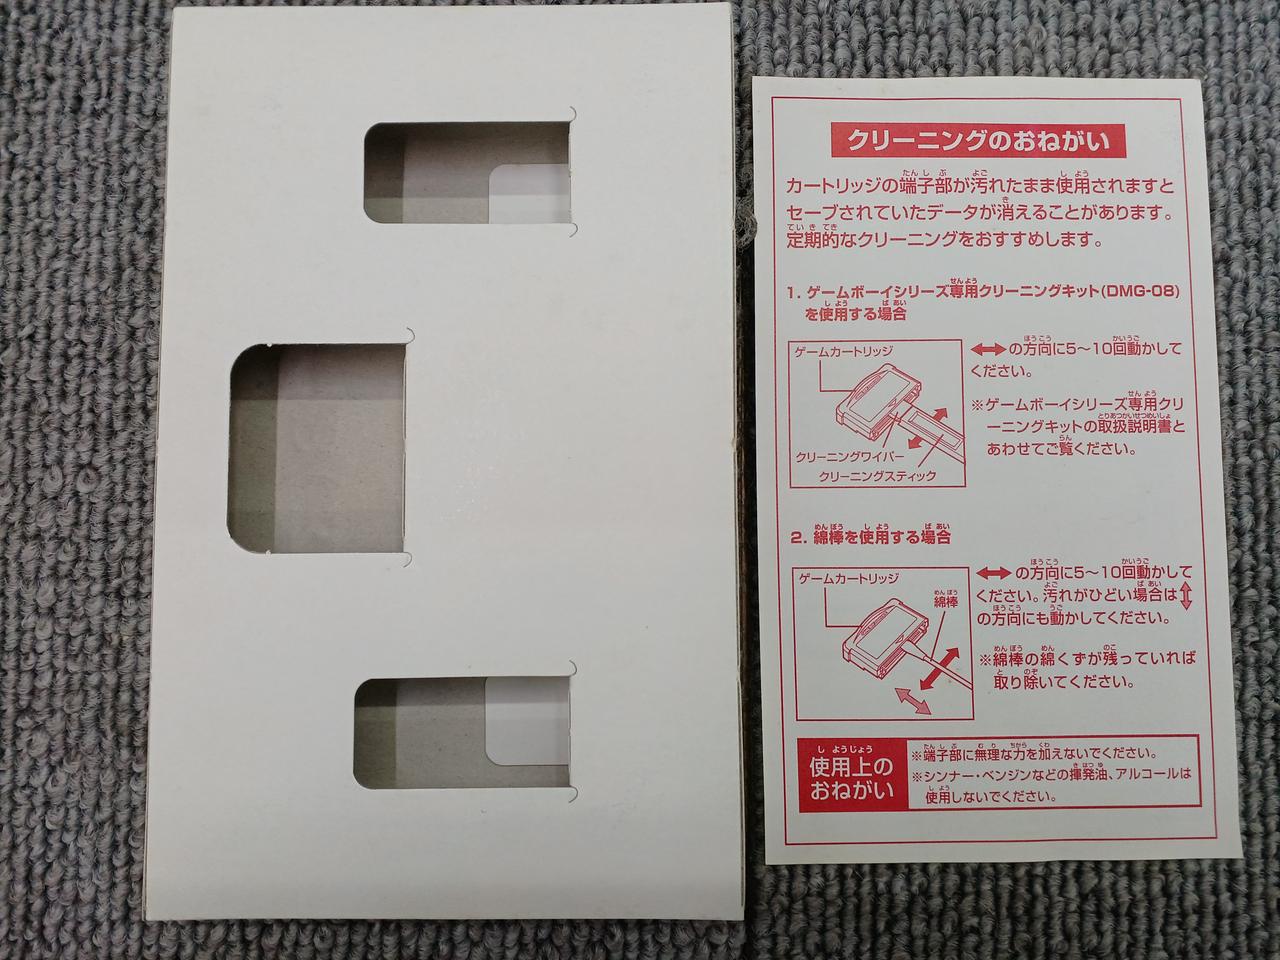 クリーニングのおねがい
カートリッジの端子部が汚れたまま使用されますと
セーブされていたデータが消えることがあります。
定期的なクリーニングをおすすめします。
1. ゲームボーイシリーズ専用クリーニングキット(DMG-08)
を使用する場合
ゲームカートリッジ
クリーニングワイパー
クリーニングスティック
↔の方向に5〜10回動かして
ください。
※ゲームボーイシリーズ専用クリ
ーニングキットの取扱説明書と
あわせてご覧ください。
2. 綿棒を使用する場合
ゲームカートリッジ
綿棒
↔の方向に5〜10回動かして
ください。汚れがひどい場合は↕
の方向にも動かしてください。
※綿棒の綿くずが残っていれば
取り除いてください。
使用上の
おねがい
※端子部に無理な力を加えないでください。
※シンナー・ベンジンなどの揮発油、アルコールは
使用しないでください。